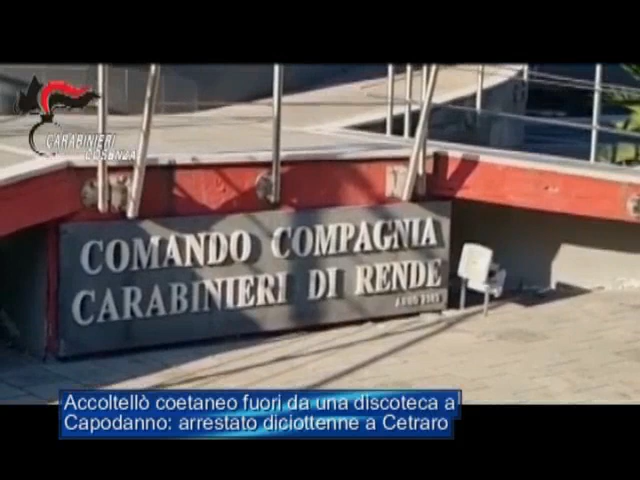 CARABINIERI
COSENZA
COMANDO COMPAGNIA
CARABINIERI DI RENDE
Accoltellò coetaneo fuori da una discoteca a
Capodanno: arrestato diciottenne a Cetraro